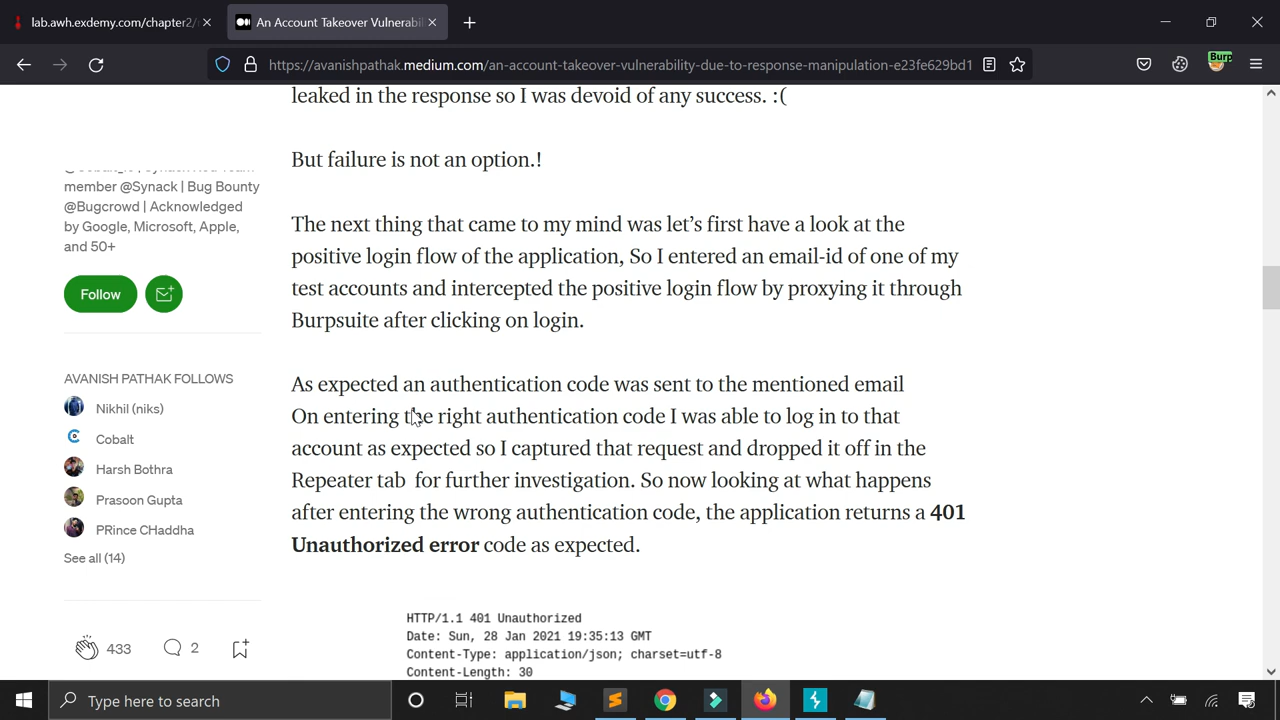 lab.awh.exdemy.com/chapter2/
An Account Takeover Vulnerabil
https://avanishpathak.medium.com/an-account-takeover-vulnerability-due-to-response-manipulation-e23fe629bd1
Burp
leaked in the response so I was devoid of any success. :(
But failure is not an option.!
member @Synack | Bug Bounty
@Bugcrowd | Acknowledged
by Google, Microsoft, Apple,
and 50+
Follow
The next thing that came to my mind was let’s first have a look at the
positive login flow of the application, So I entered an email-id of one of my
test accounts and intercepted the positive login flow by proxying it through
Burpsuite after clicking on login.
AVANISH PATHAK FOLLOWS
Nikhil (niks)
Cobalt
Harsh Bothra
Prasoon Gupta
PRince CHaddha
See all (14)
As expected an authentication code was sent to the mentioned email
On entering the right authentication code I was able to log in to that
account as expected so I captured that request and dropped it off in the
Repeater tab for further investigation. So now looking at what happens
after entering the wrong authentication code, the application returns a 401
Unauthorized error code as expected.
433
2
HTTP/1.1 401 Unauthorized
Date: Sun, 28 Jan 2021 19:35:13 GMT
Content-Type: application/json; charset=utf-8
Content-Length: 30
Type here to search